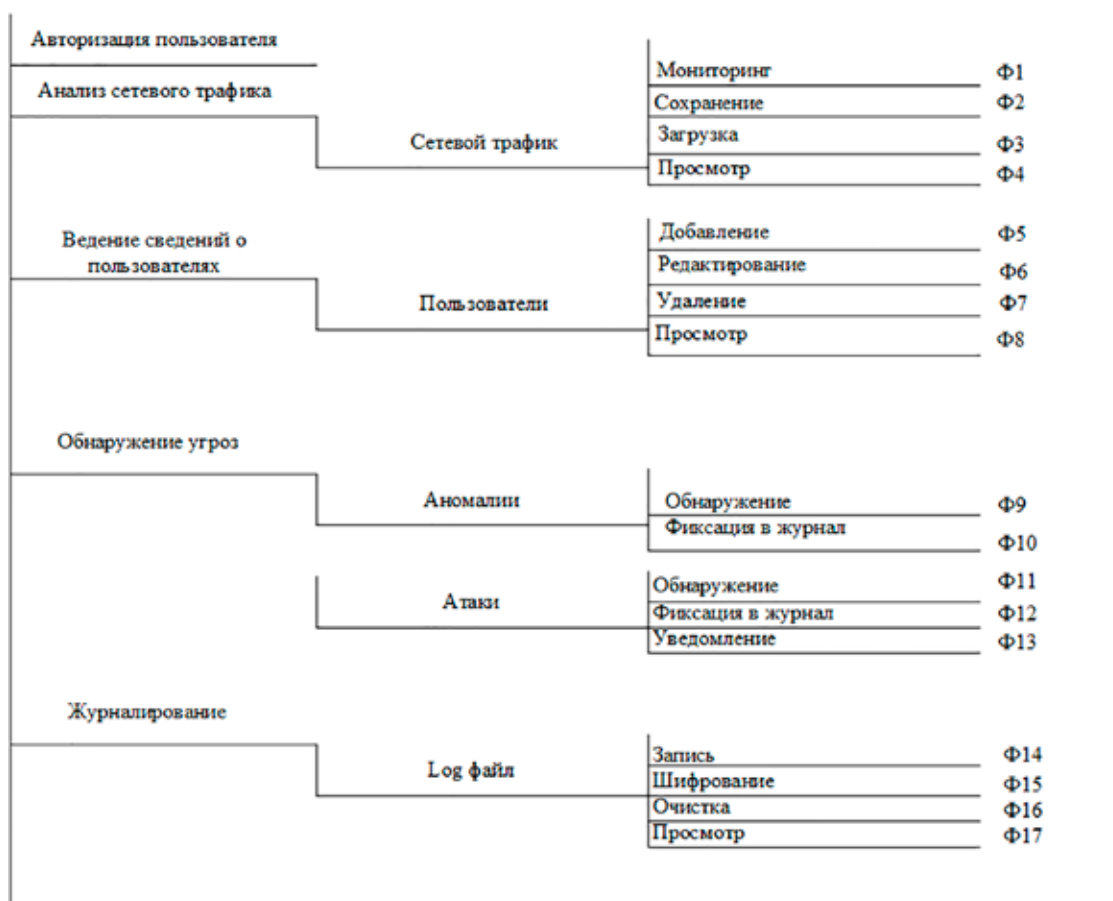 Авторизация пользователя
Анализ сетевого трафика
Сетевой трафик
Мониторинг Ф1
Сохранение Ф2
Загрузка Ф3
Просмотр Ф4
Ведение сведений о
пользователях
Пользователи
Добавление Ф5
Редактирование Ф6
Удаление Ф7
Просмотр Ф8
Обнаружение угроз
Аномалии
Обнаружение Ф9
Фиксация в журнал Ф10
Атаки
Обнаружение Ф11
Фиксация в журнал Ф12
Уведомление Ф13
Журналирование
Log файл
Запись Ф14
Шифрование Ф15
Очистка Ф16
Просмотр Ф17